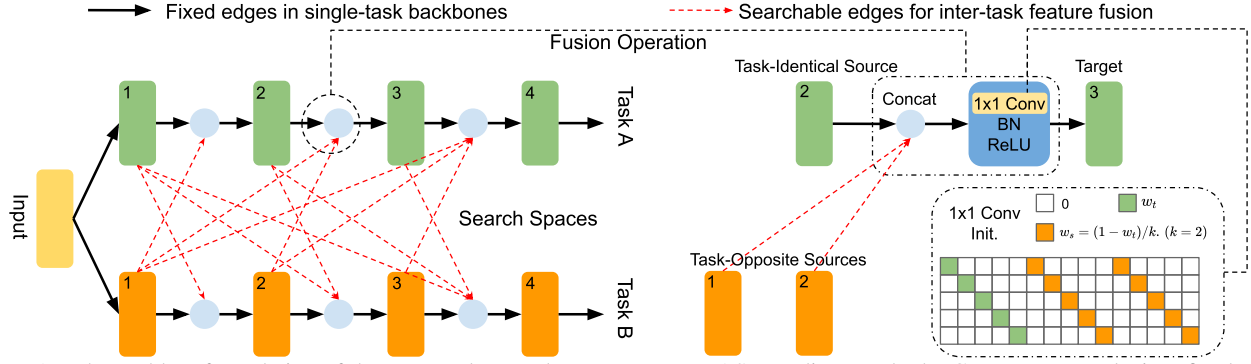 Fixed edges in single-task backbones
Searchable edges for inter-task feature fusion
Fusion Operation
1
2
3
4
Task A
Input
Search Spaces
1
2
3
4
Task B
Task-Identical Source
Target
2
Concat
1x1 Conv
BN
ReLU
3
Task-Opposite Sources
1
2
1x1 Conv
Init.
0
w_t
w_s = (1 − w_t)/k. (k = 2)